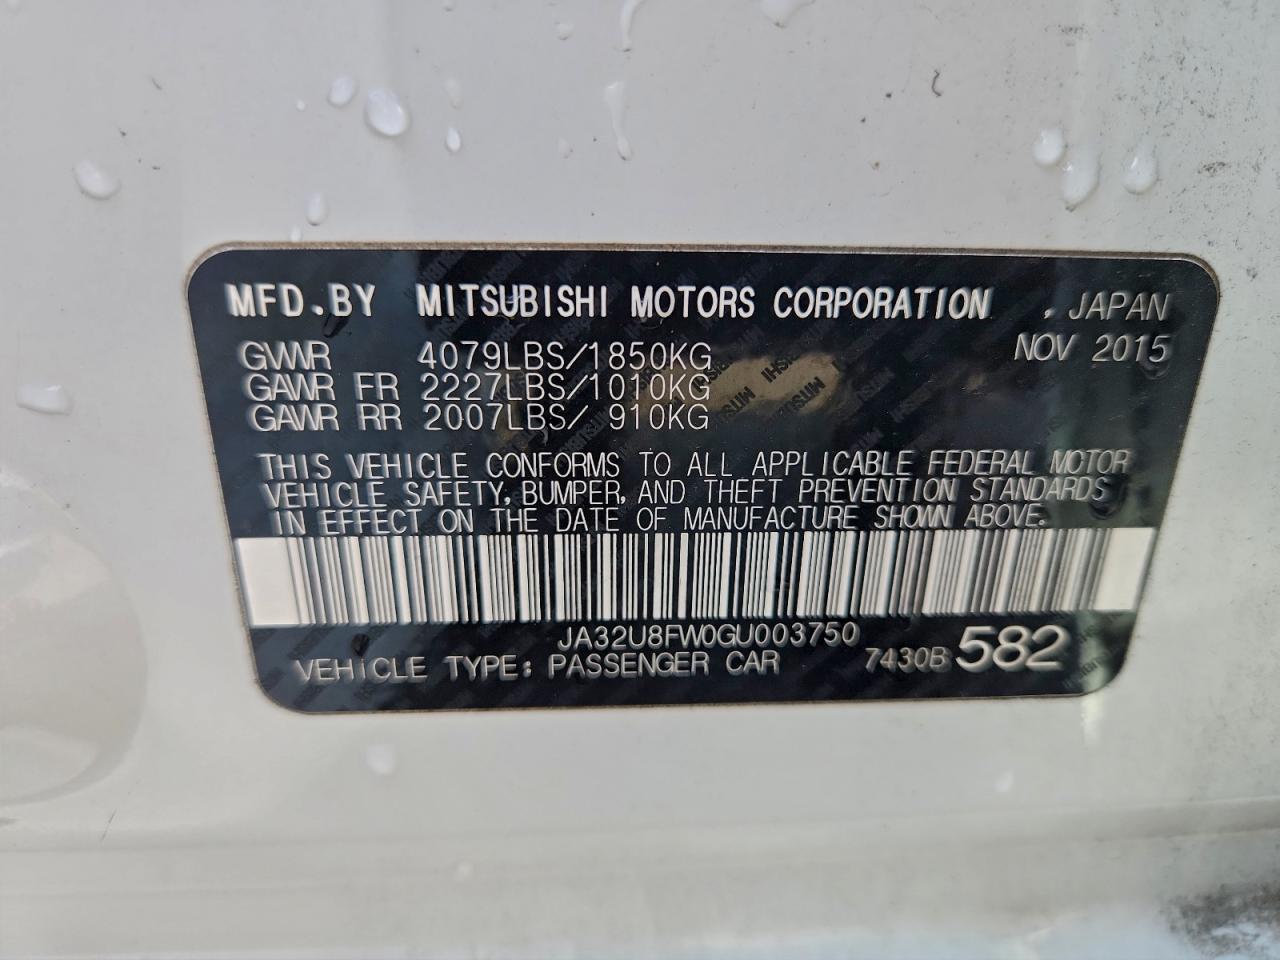 MFD.BY MITSUBISHI MOTORS CORPORATION , JAPAN
NOV 2015
GVWR 4079LBS/1850KG
GAWR FR 2227LBS/1010KG
GAWR RR 2007LBS/ 910KG
THIS VEHICLE CONFORMS TO ALL APPLICABLE FEDERAL MOTOR
VEHICLE SAFETY, BUMPER, AND THEFT PREVENTION STANDARDS
IN EFFECT ON THE DATE OF MANUFACTURE SHOWN ABOVE.
JA32U8FW0GU003750
VEHICLE TYPE: PASSENGER CAR 7430B 582